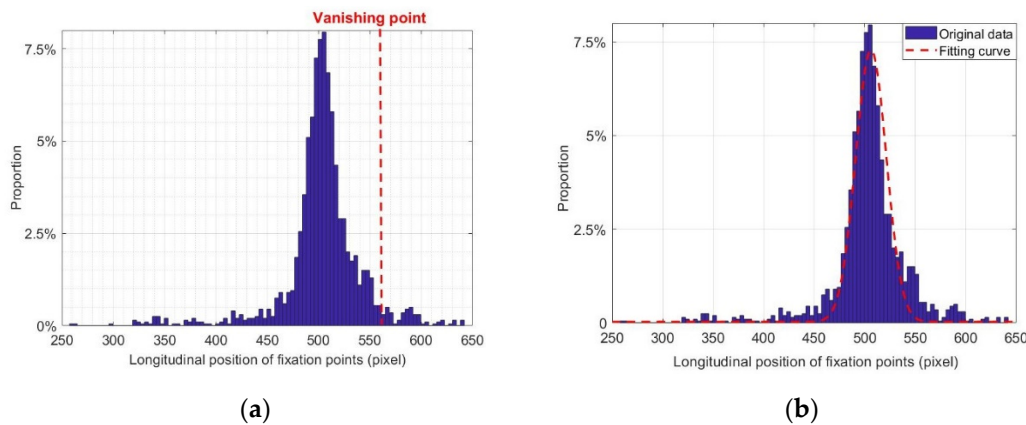 Vanishing point
7.5%
5%
2.5%
0%
Proportion
250 300 350 400 450 500 550 600 650
Longitudinal position of fixation points (pixel)
(a)
Original data
Fitting curve
7.5%
5%
2.5%
0
Proportion
250 300 350 400 450 500 550 600 650
Longitudinal position of fixation points (pixel)
(b)